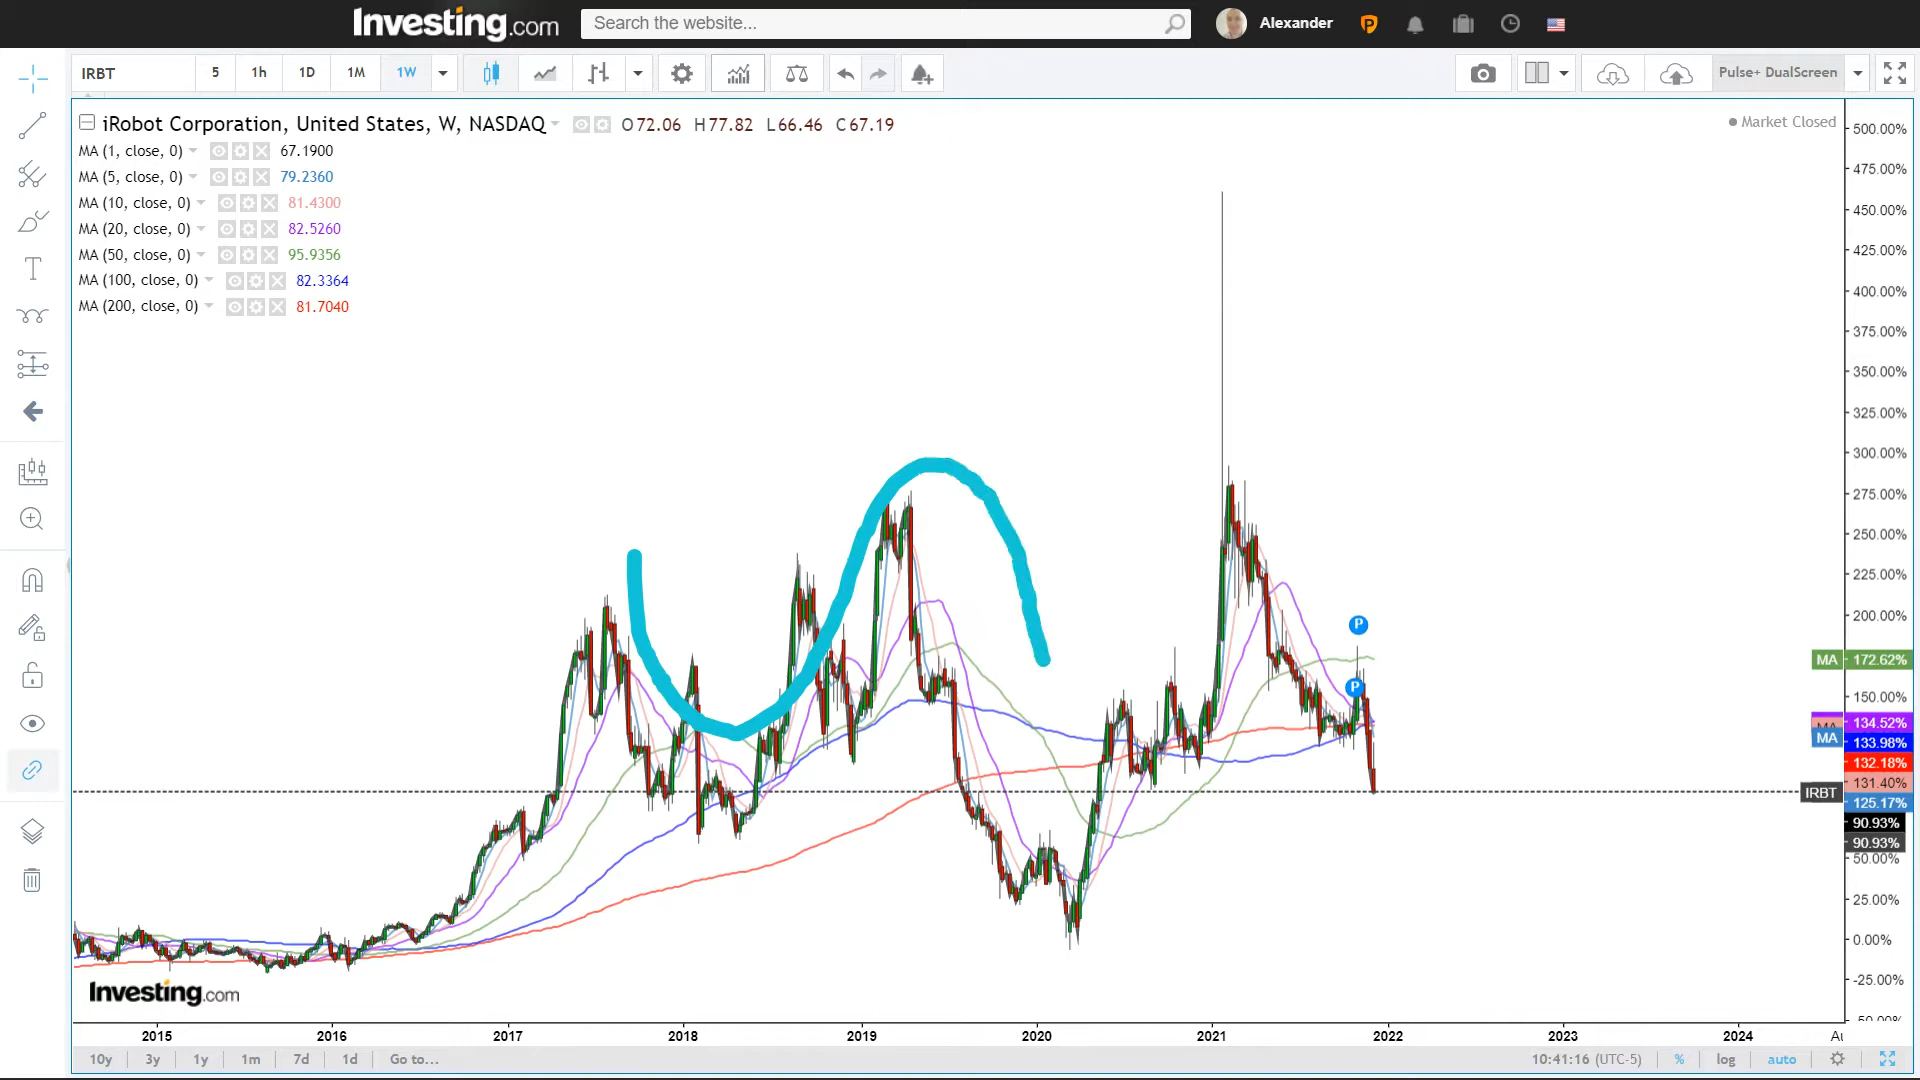 Investing.com
Search the website...
Alexander
IRBT
5
1h
1D
1M
1W
Pulse+ DualScreen
iRobot Corporation, United States, W, NASDAQ
O72.06 H77.82 L66.46 C67.19
Market Closed
MA (1, close, 0) 67.1900
MA (5, close, 0) 79.2360
MA (10, close, 0) 81.4300
MA (20, close, 0) 82.5260
MA (50, close, 0) 95.9356
MA (100, close, 0) 82.3364
MA (200, close, 0) 81.7040
500.00%
475.00%
450.00%
425.00%
400.00%
375.00%
350.00%
325.00%
300.00%
275.00%
250.00%
225.00%
200.00%
P
MA 172.62%
P
150.00%
134.52%
MA 133.98%
132.18%
131.40%
IRBT
125.17%
90.93%
90.93%
50.00%
25.00%
0.00%
-25.00%
Investing.com
2015 2016 2017 2018 2019 2020 2021 2022 2023 2024
10y 3y 1y 1m 7d 1d Go to...
10:41:16 (UTC-5) % log auto